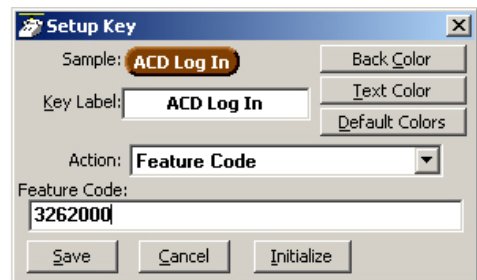 Setup Key
Sample: ACD Log In
Back Color
Key Label: ACD Log In
Text Color
Default Colors
Action: Feature Code
Feature Code:
3262000
Save Cancel Initialize